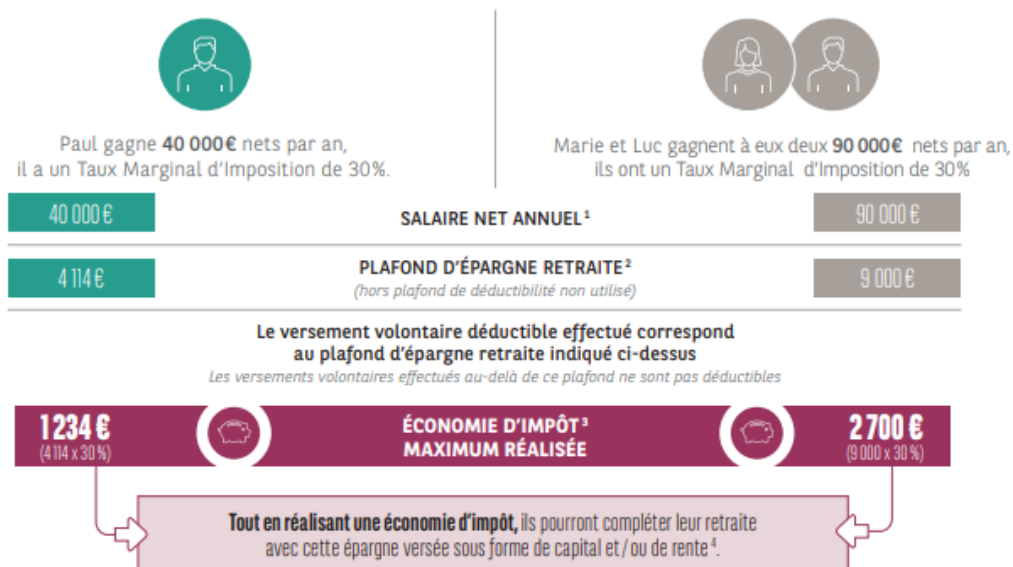 Paul gagne 40 000€ nets par an,
il a un Taux Marginal d'Imposition de 30%.
Marie et Luc gagnent à eux deux 90 000€ nets par an,
ils ont un Taux Marginal d'Imposition de 30%
40 000 €
SALAIRE NET ANNUEL¹
90 000 €
4 114 €
PLAFOND D'ÉPARGNE RETRAITE²
(hors plafond de déductibilité non utilisé)
9 000 €
Le versement volontaire déductible effectué correspond
au plafond d'épargne retraite indiqué ci-dessus
Les versements volontaires effectués au-delà de ce plafond ne sont pas déductibles
1 234 €
(4 114 x 30 %)
ÉCONOMIE D'IMPÔT³
MAXIMUM RÉALISÉE
2 700 €
(9 000 x 30 %)
Tout en réalisant une économie d'impôt, ils pourront compléter leur retraite
avec cette épargne versée sous forme de capital et / ou de rente⁴.